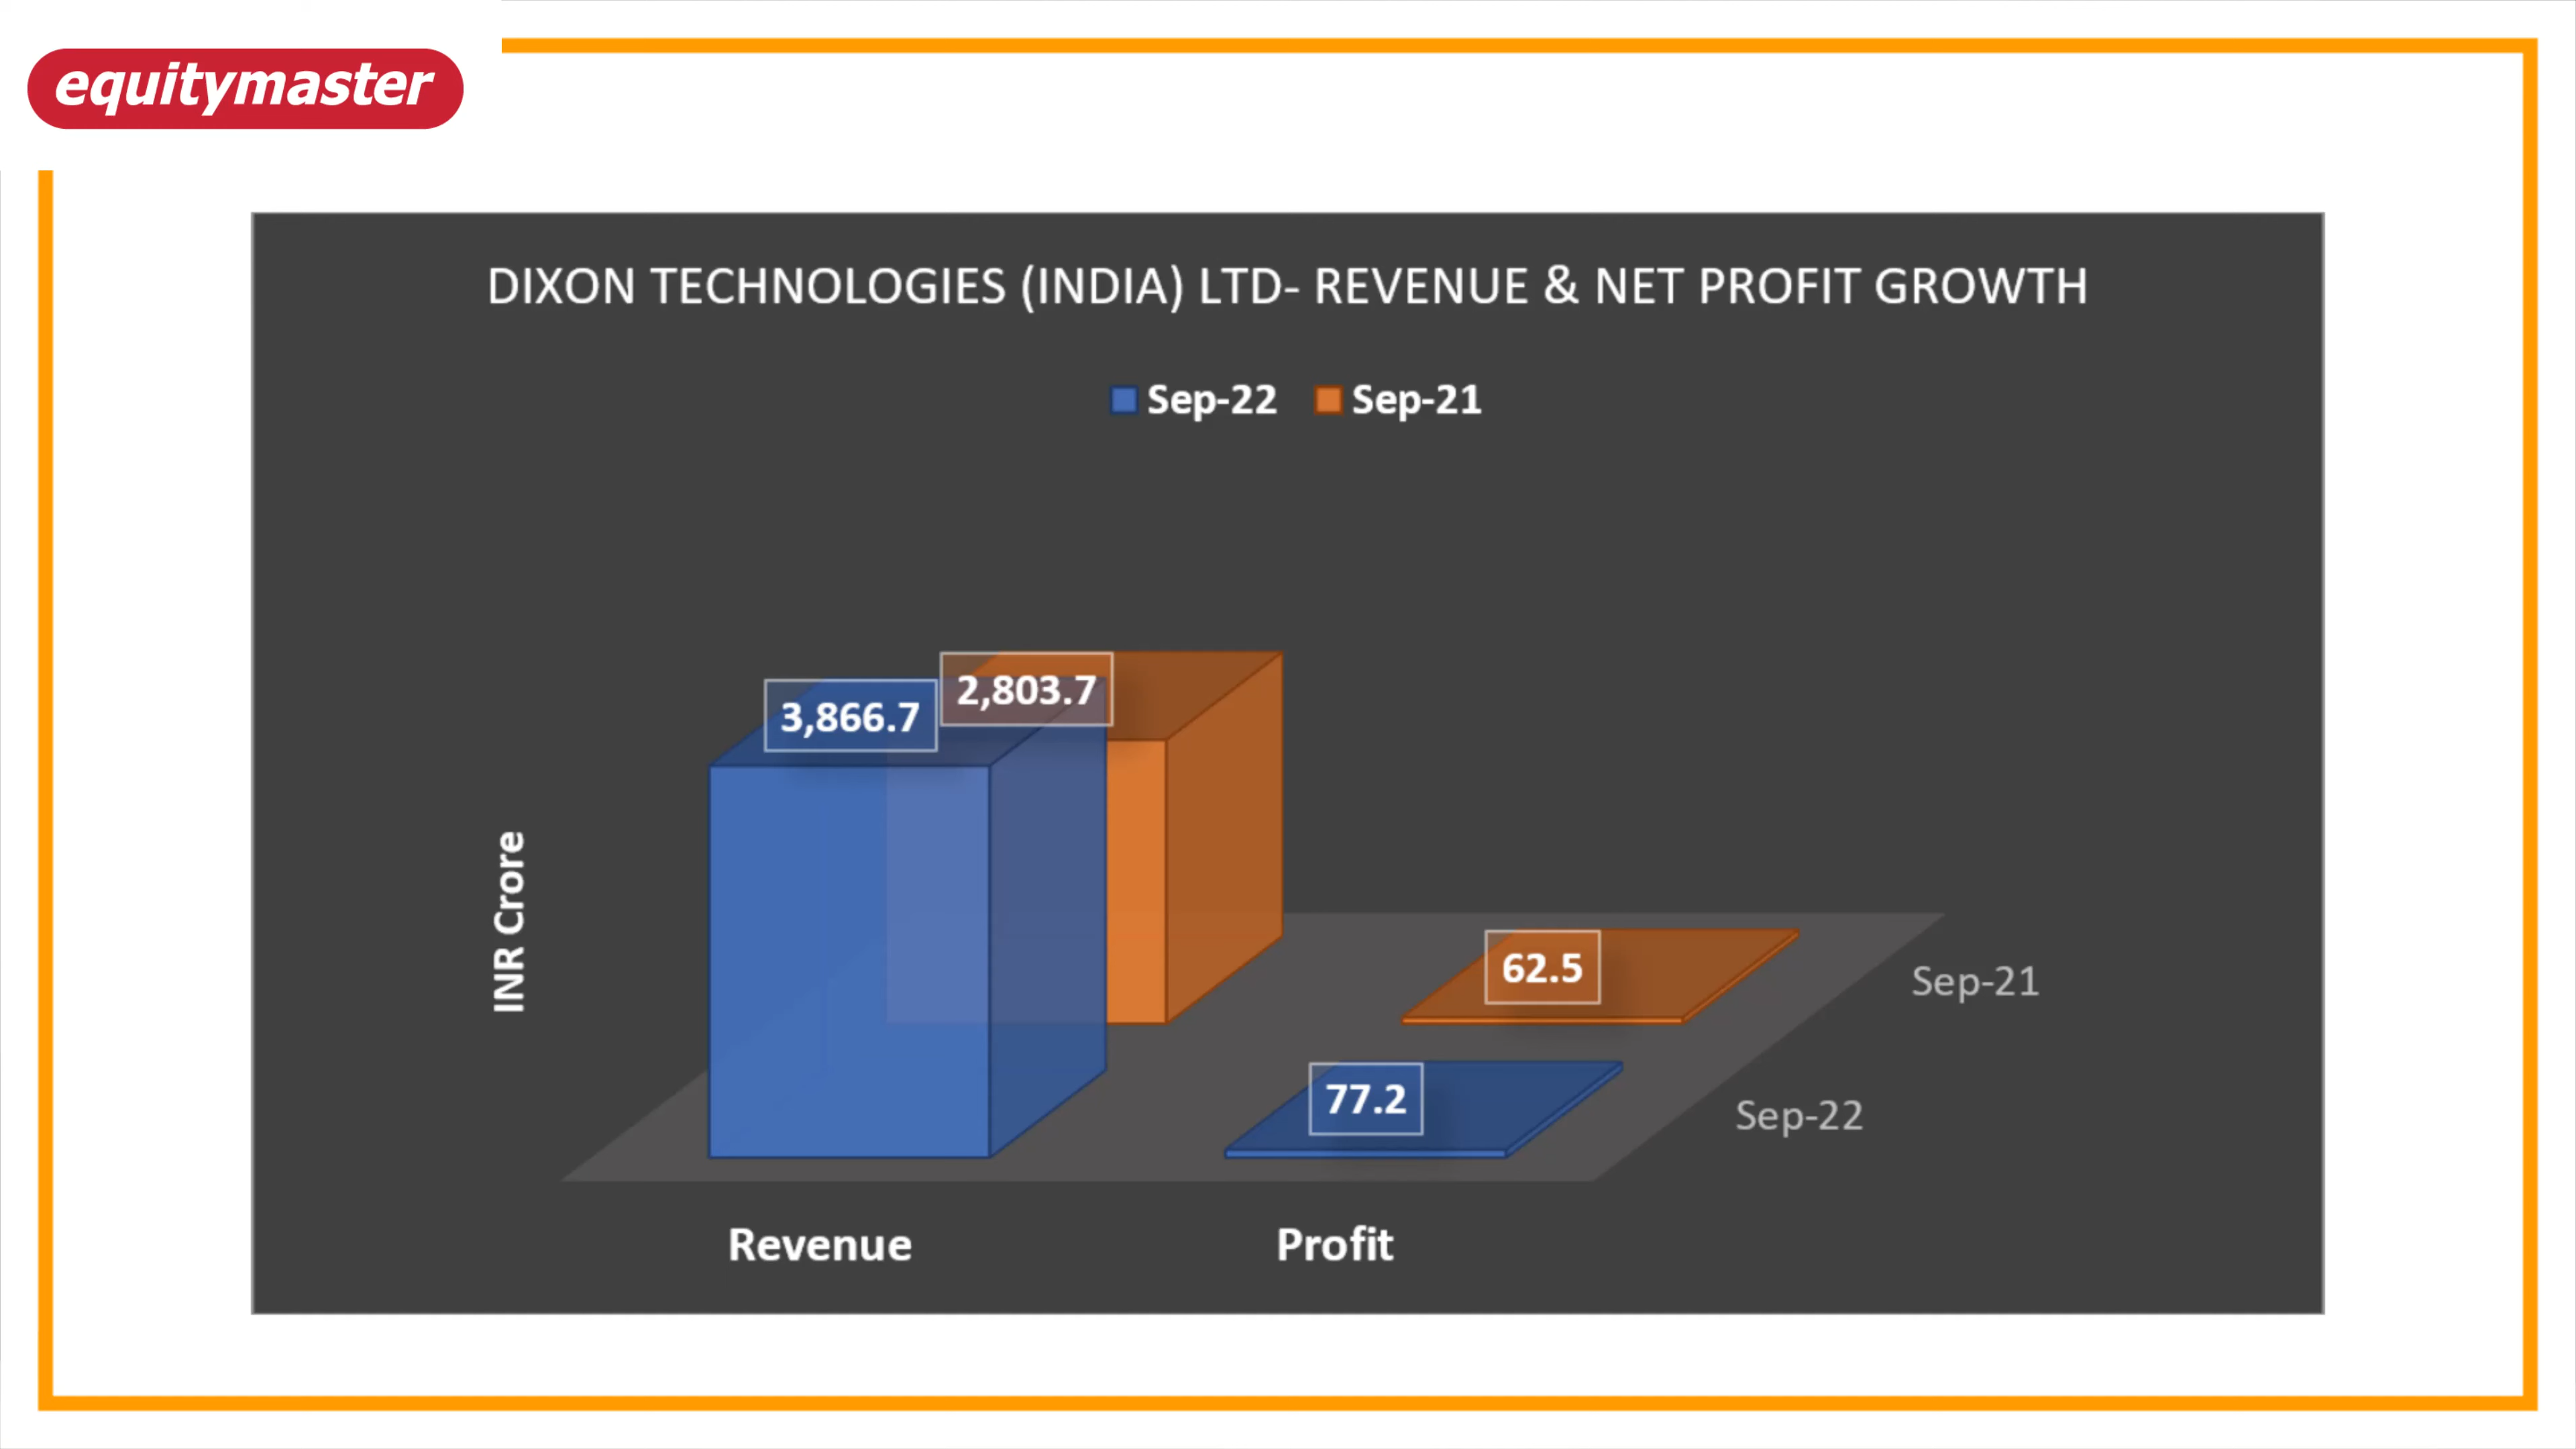 equitymaster
DIXON TECHNOLOGIES (INDIA) LTD- REVENUE & NET PROFIT GROWTH
Sep-22 Sep-21
3,866.7
2,803.7
INR Crore
62.5
77.2
Sep-21
Sep-22
Revenue Profit